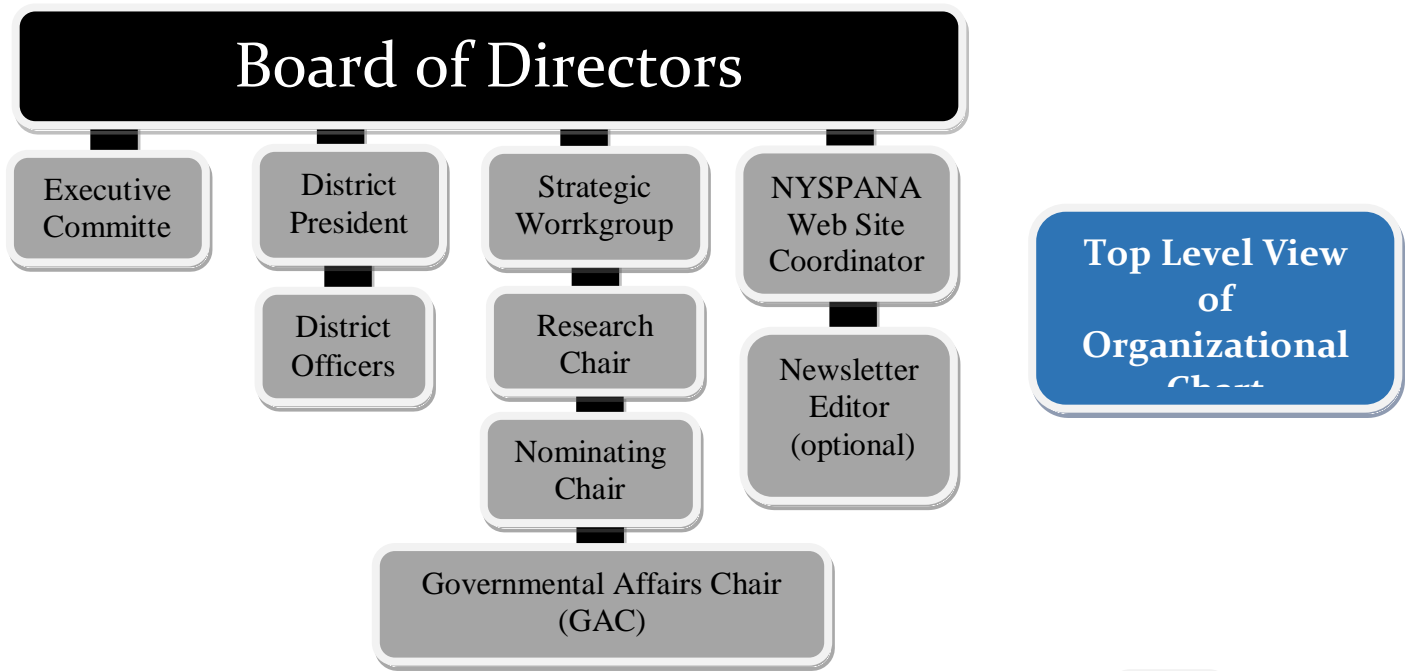 Board of Directors
Executive
Committe
District
President
Strategic
Worrkgroup
NYSPANA
Web Site
Coordinator
District
Officers
Research
Chair
Newsletter
Editor
(optional)
Nominating
Chair
Governmental Affairs Chair
(GAC)
Top Level View
of
Organizational
Chart